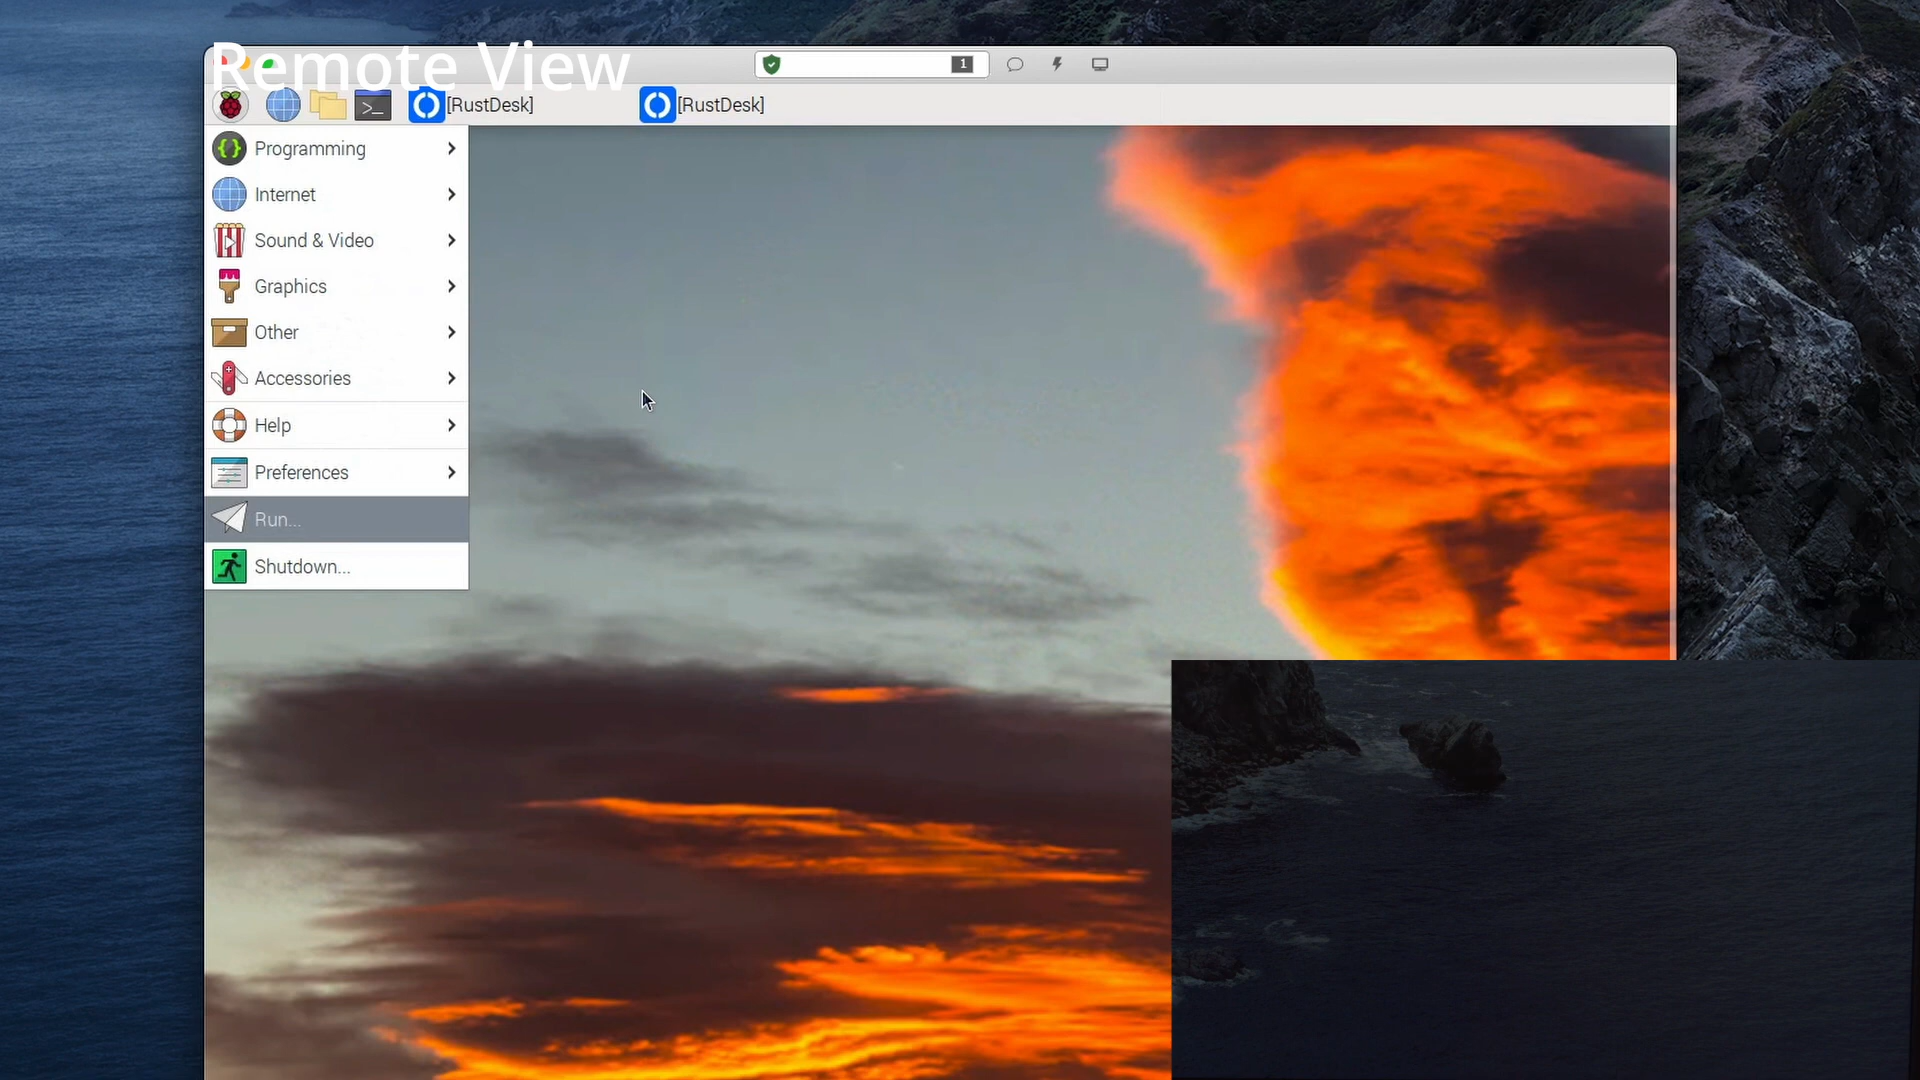 Remote View
1
[RustDesk] [RustDesk]
Programming
Internet
Sound & Video
Graphics
Other
Accessories
Help
Preferences
Run...
Shutdown...